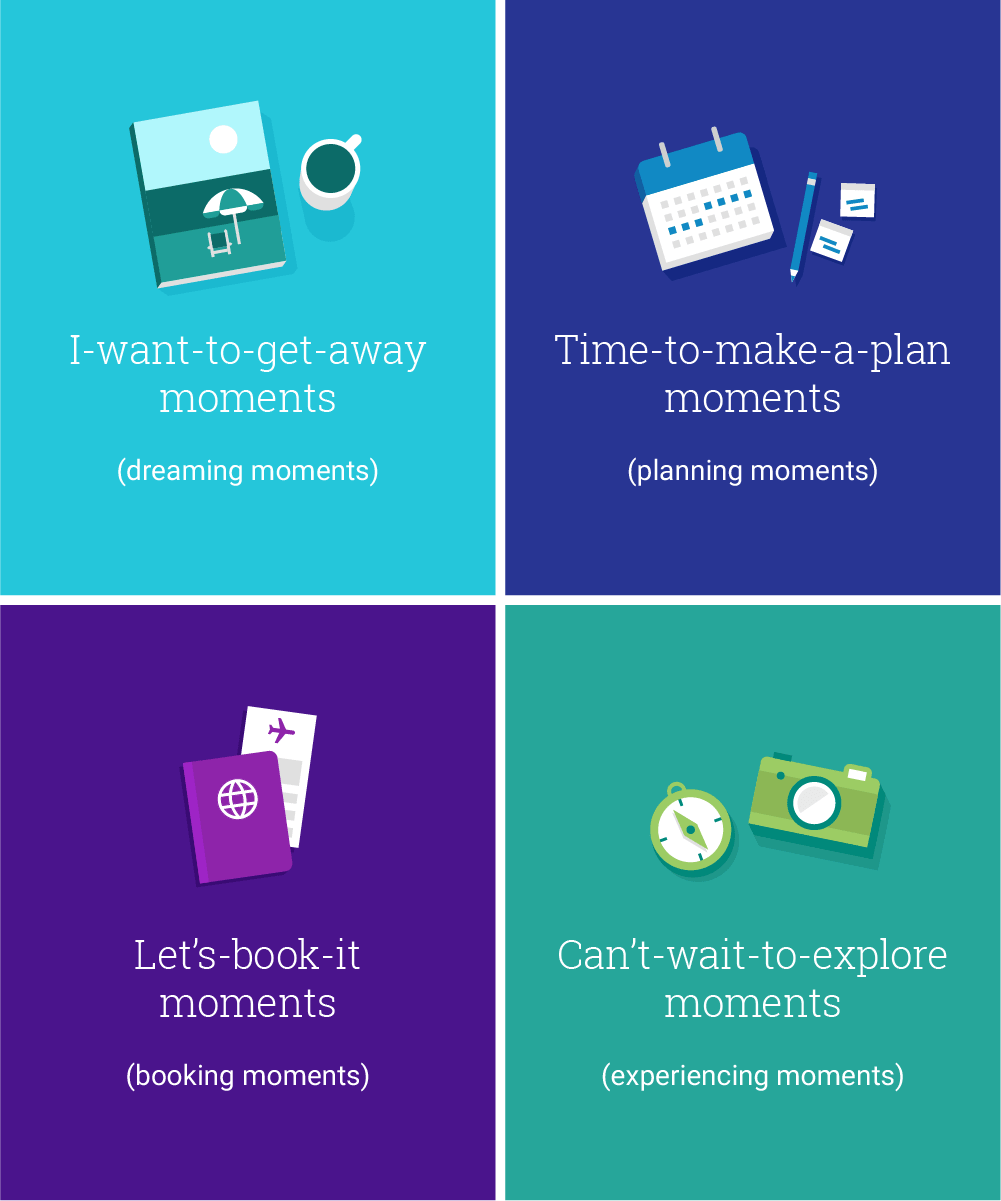 I-want-to-get-away
moments
(dreaming moments)
Time-to-make-a-plan
moments
(planning moments)
Let’s-book-it
moments
(booking moments)
Can’t-wait-to-explore
moments
(experiencing moments)